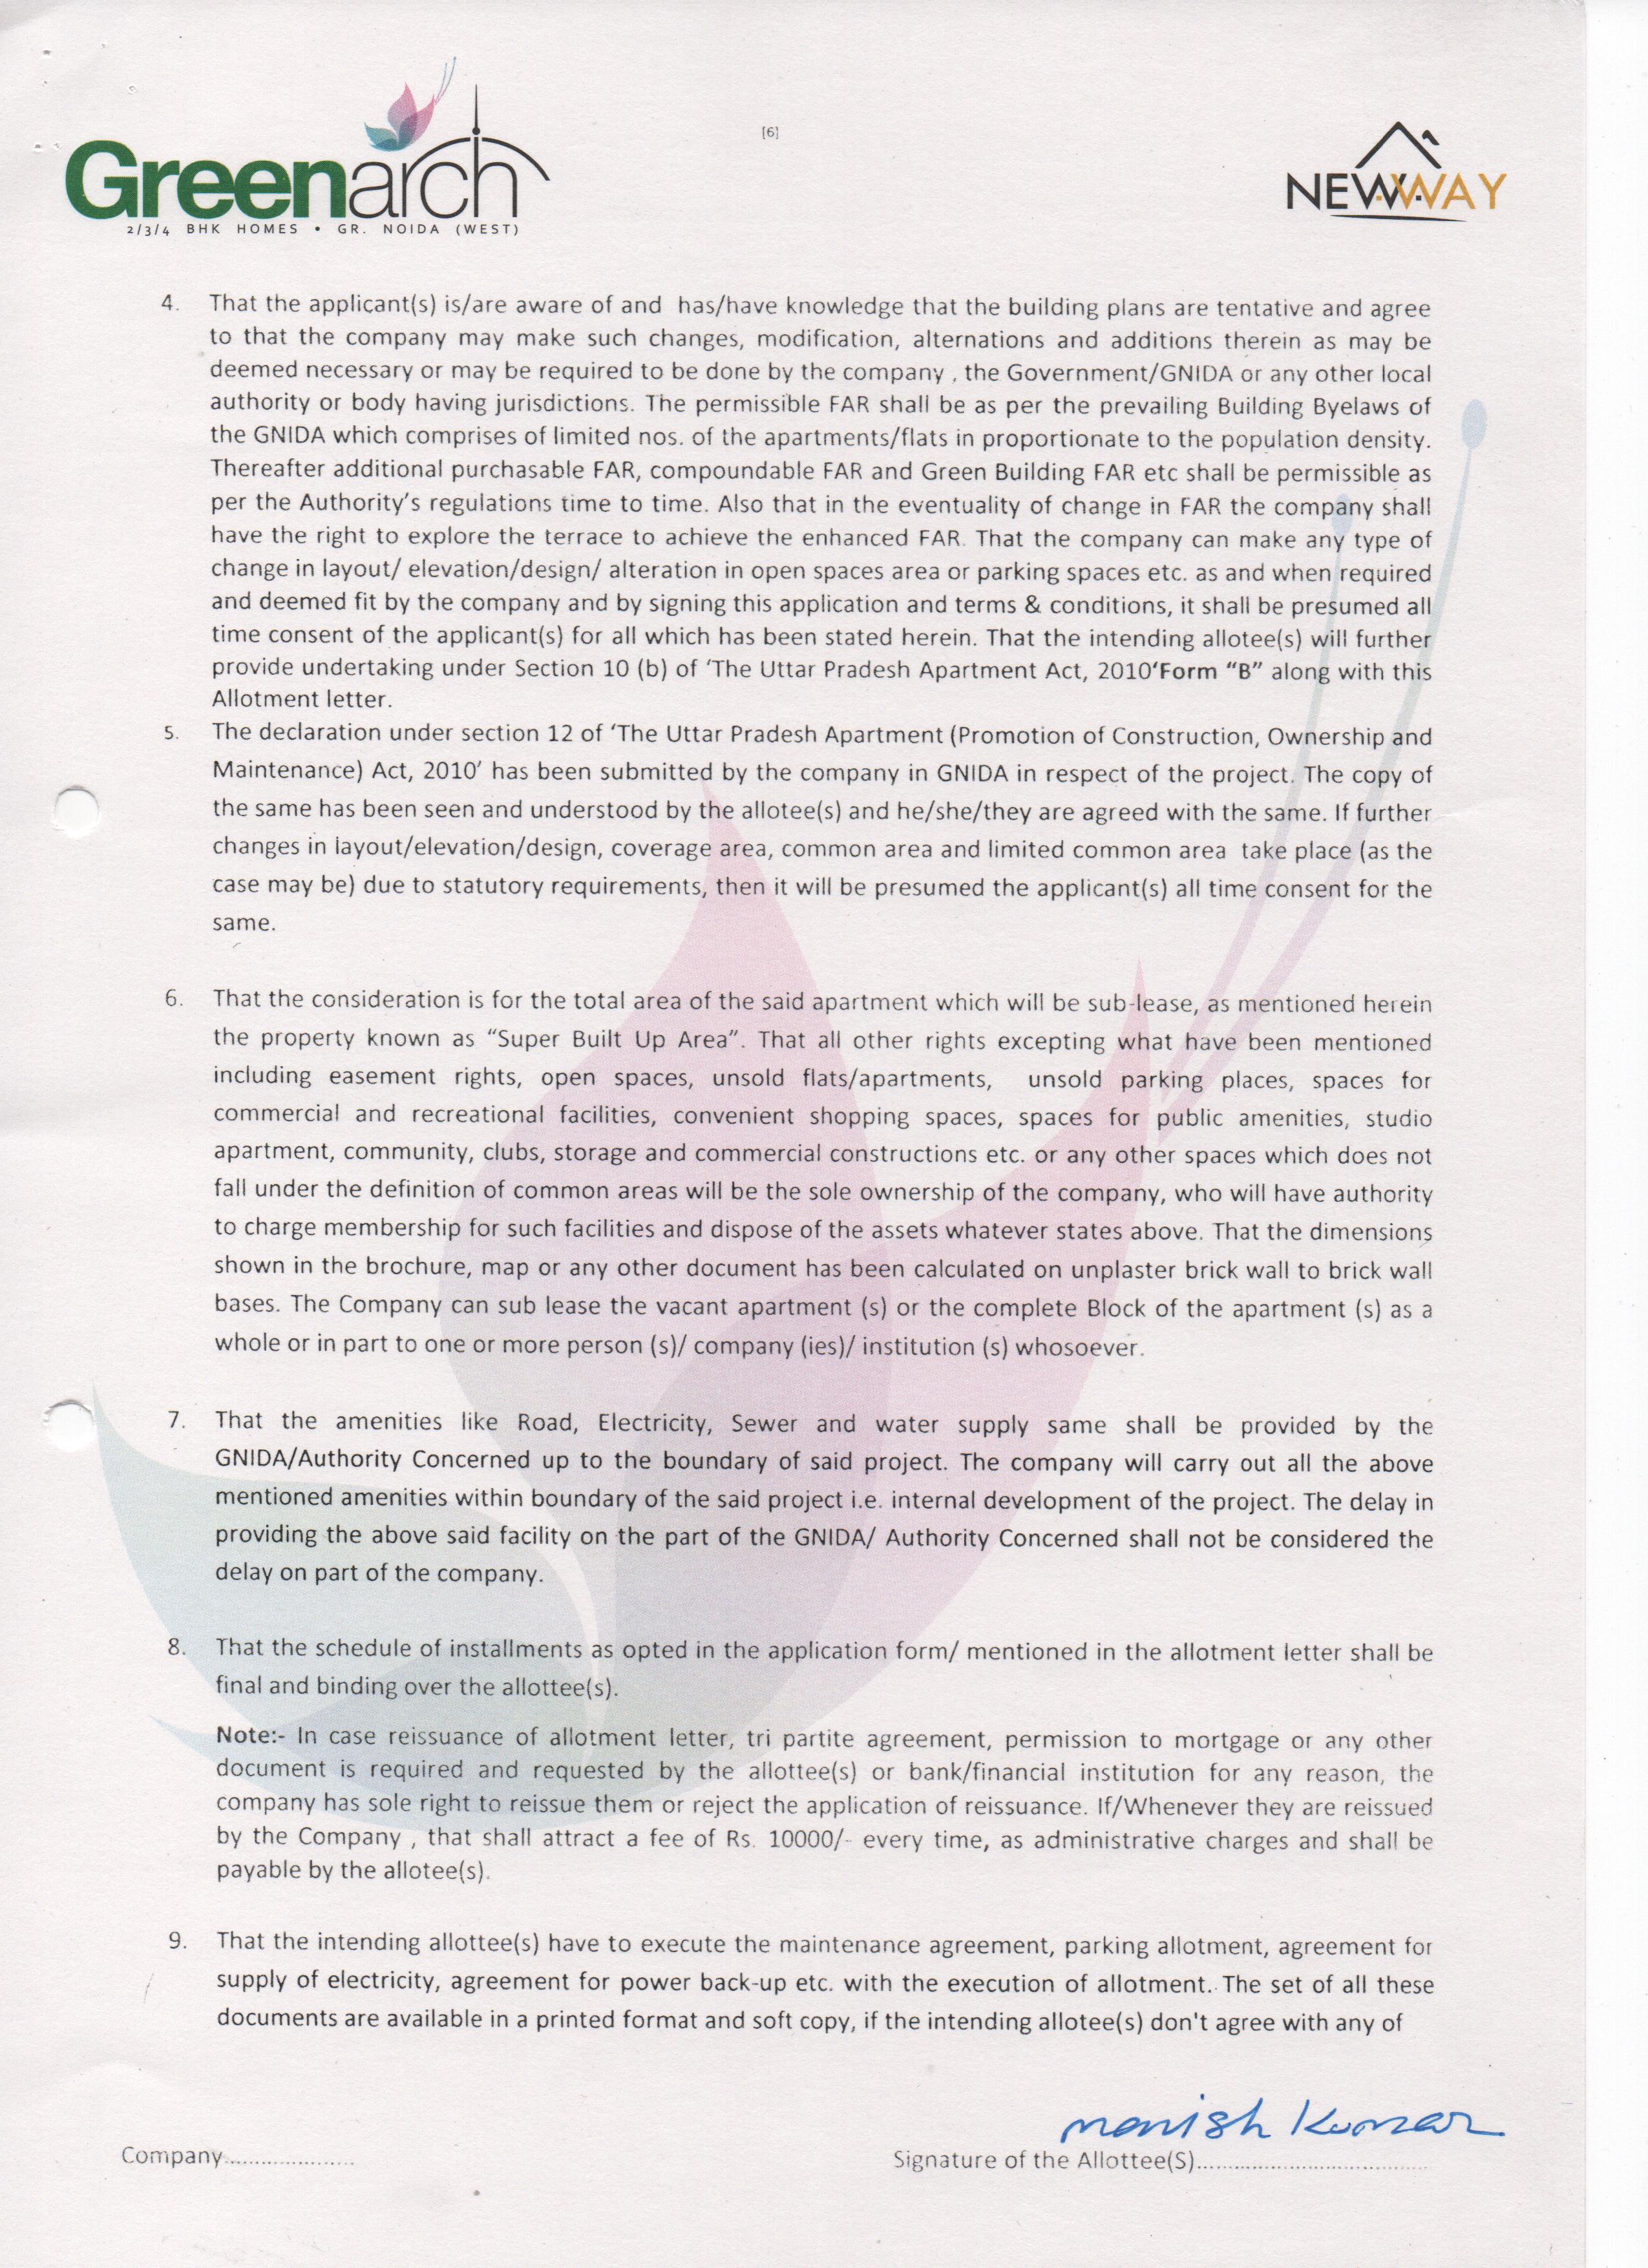 [6]
Greenarch
2/3/4 BHK HOMES • GR. NOIDA (WEST)
NEWWAY
4. That the applicant(s) is/are aware of and has/have knowledge that the building plans are tentative and agree
to that the company may make such changes, modification, alternations and additions therein as may be
deemed necessary or may be required to be done by the company , the Government/GNIDA or any other local
authority or body having jurisdictions. The permissible FAR shall be as per the prevailing Building Byelaws of
the GNIDA which comprises of limited nos. of the apartments/flats in proportionate to the population density.
Thereafter additional purchasable FAR, compoundable FAR and Green Building FAR etc shall be permissible as
per the Authority's regulations time to time. Also that in the eventuality of change in FAR the company shall
have the right to explore the terrace to achieve the enhanced FAR. That the company can make any type of
change in layout/ elevation/design/ alteration in open spaces area or parking spaces etc. as and when required
and deemed fit by the company and by signing this application and terms & conditions, it shall be presumed all
time consent of the applicant(s) for all which has been stated herein. That the intending allotee(s) will further
provide undertaking under Section 10 (b) of ‘The Uttar Pradesh Apartment Act, 2010‘Form “B” along with this
Allotment letter.
5. The declaration under section 12 of ‘The Uttar Pradesh Apartment (Promotion of Construction, Ownership and
Maintenance) Act, 2010’ has been submitted by the company in GNIDA in respect of the project. The copy of
the same has been seen and understood by the allotee(s) and he/she/they are agreed with the same. If further
changes in layout/elevation/design, coverage area, common area and limited common area take place (as the
case may be) due to statutory requirements, then it will be presumed the applicant(s) all time consent for the
same.
6. That the consideration is for the total area of the said apartment which will be sub-lease, as mentioned herein
the property known as “Super Built Up Area”. That all other rights excepting what have been mentioned
including easement rights, open spaces, unsold flats/apartments, unsold parking places, spaces for
commercial and recreational facilities, convenient shopping spaces, spaces for public amenities, studio
apartment, community, clubs, storage and commercial constructions etc. or any other spaces which does not
fall under the definition of common areas will be the sole ownership of the company, who will have authority
to charge membership for such facilities and dispose of the assets whatever states above. That the dimensions
shown in the brochure, map or any other document has been calculated on unplaster brick wall to brick wall
bases. The Company can sub lease the vacant apartment (s) or the complete Block of the apartment (s) as a
whole or in part to one or more person (s)/ company (ies)/ institution (s) whosoever.
7. That the amenities like Road, Electricity, Sewer and water supply same shall be provided by the
GNIDA/Authority Concerned up to the boundary of said project. The company will carry out all the above
mentioned amenities within boundary of the said project i.e. internal development of the project. The delay in
providing the above said facility on the part of the GNIDA/ Authority Concerned shall not be considered the
delay on part of the company.
8. That the schedule of installments as opted in the application form/ mentioned in the allotment letter shall be
final and binding over the allottee(s).
Note:- In case reissuance of allotment letter, tri partite agreement, permission to mortgage or any other
document is required and requested by the allottee(s) or bank/financial institution for any reason, the
company has sole right to reissue them or reject the application of reissuance. If/Whenever they are reissued
by the Company , that shall attract a fee of Rs. 10000/- every time, as administrative charges and shall be
payable by the allotee(s).
9. That the intending allottee(s) have to execute the maintenance agreement, parking allotment, agreement for
supply of electricity, agreement for power back-up etc. with the execution of allotment. The set of all these
documents are available in a printed format and soft copy, if the intending allotee(s) don't agree with any of
manish Kumar
Company.....................
Signature of the Allottee(S)......................................